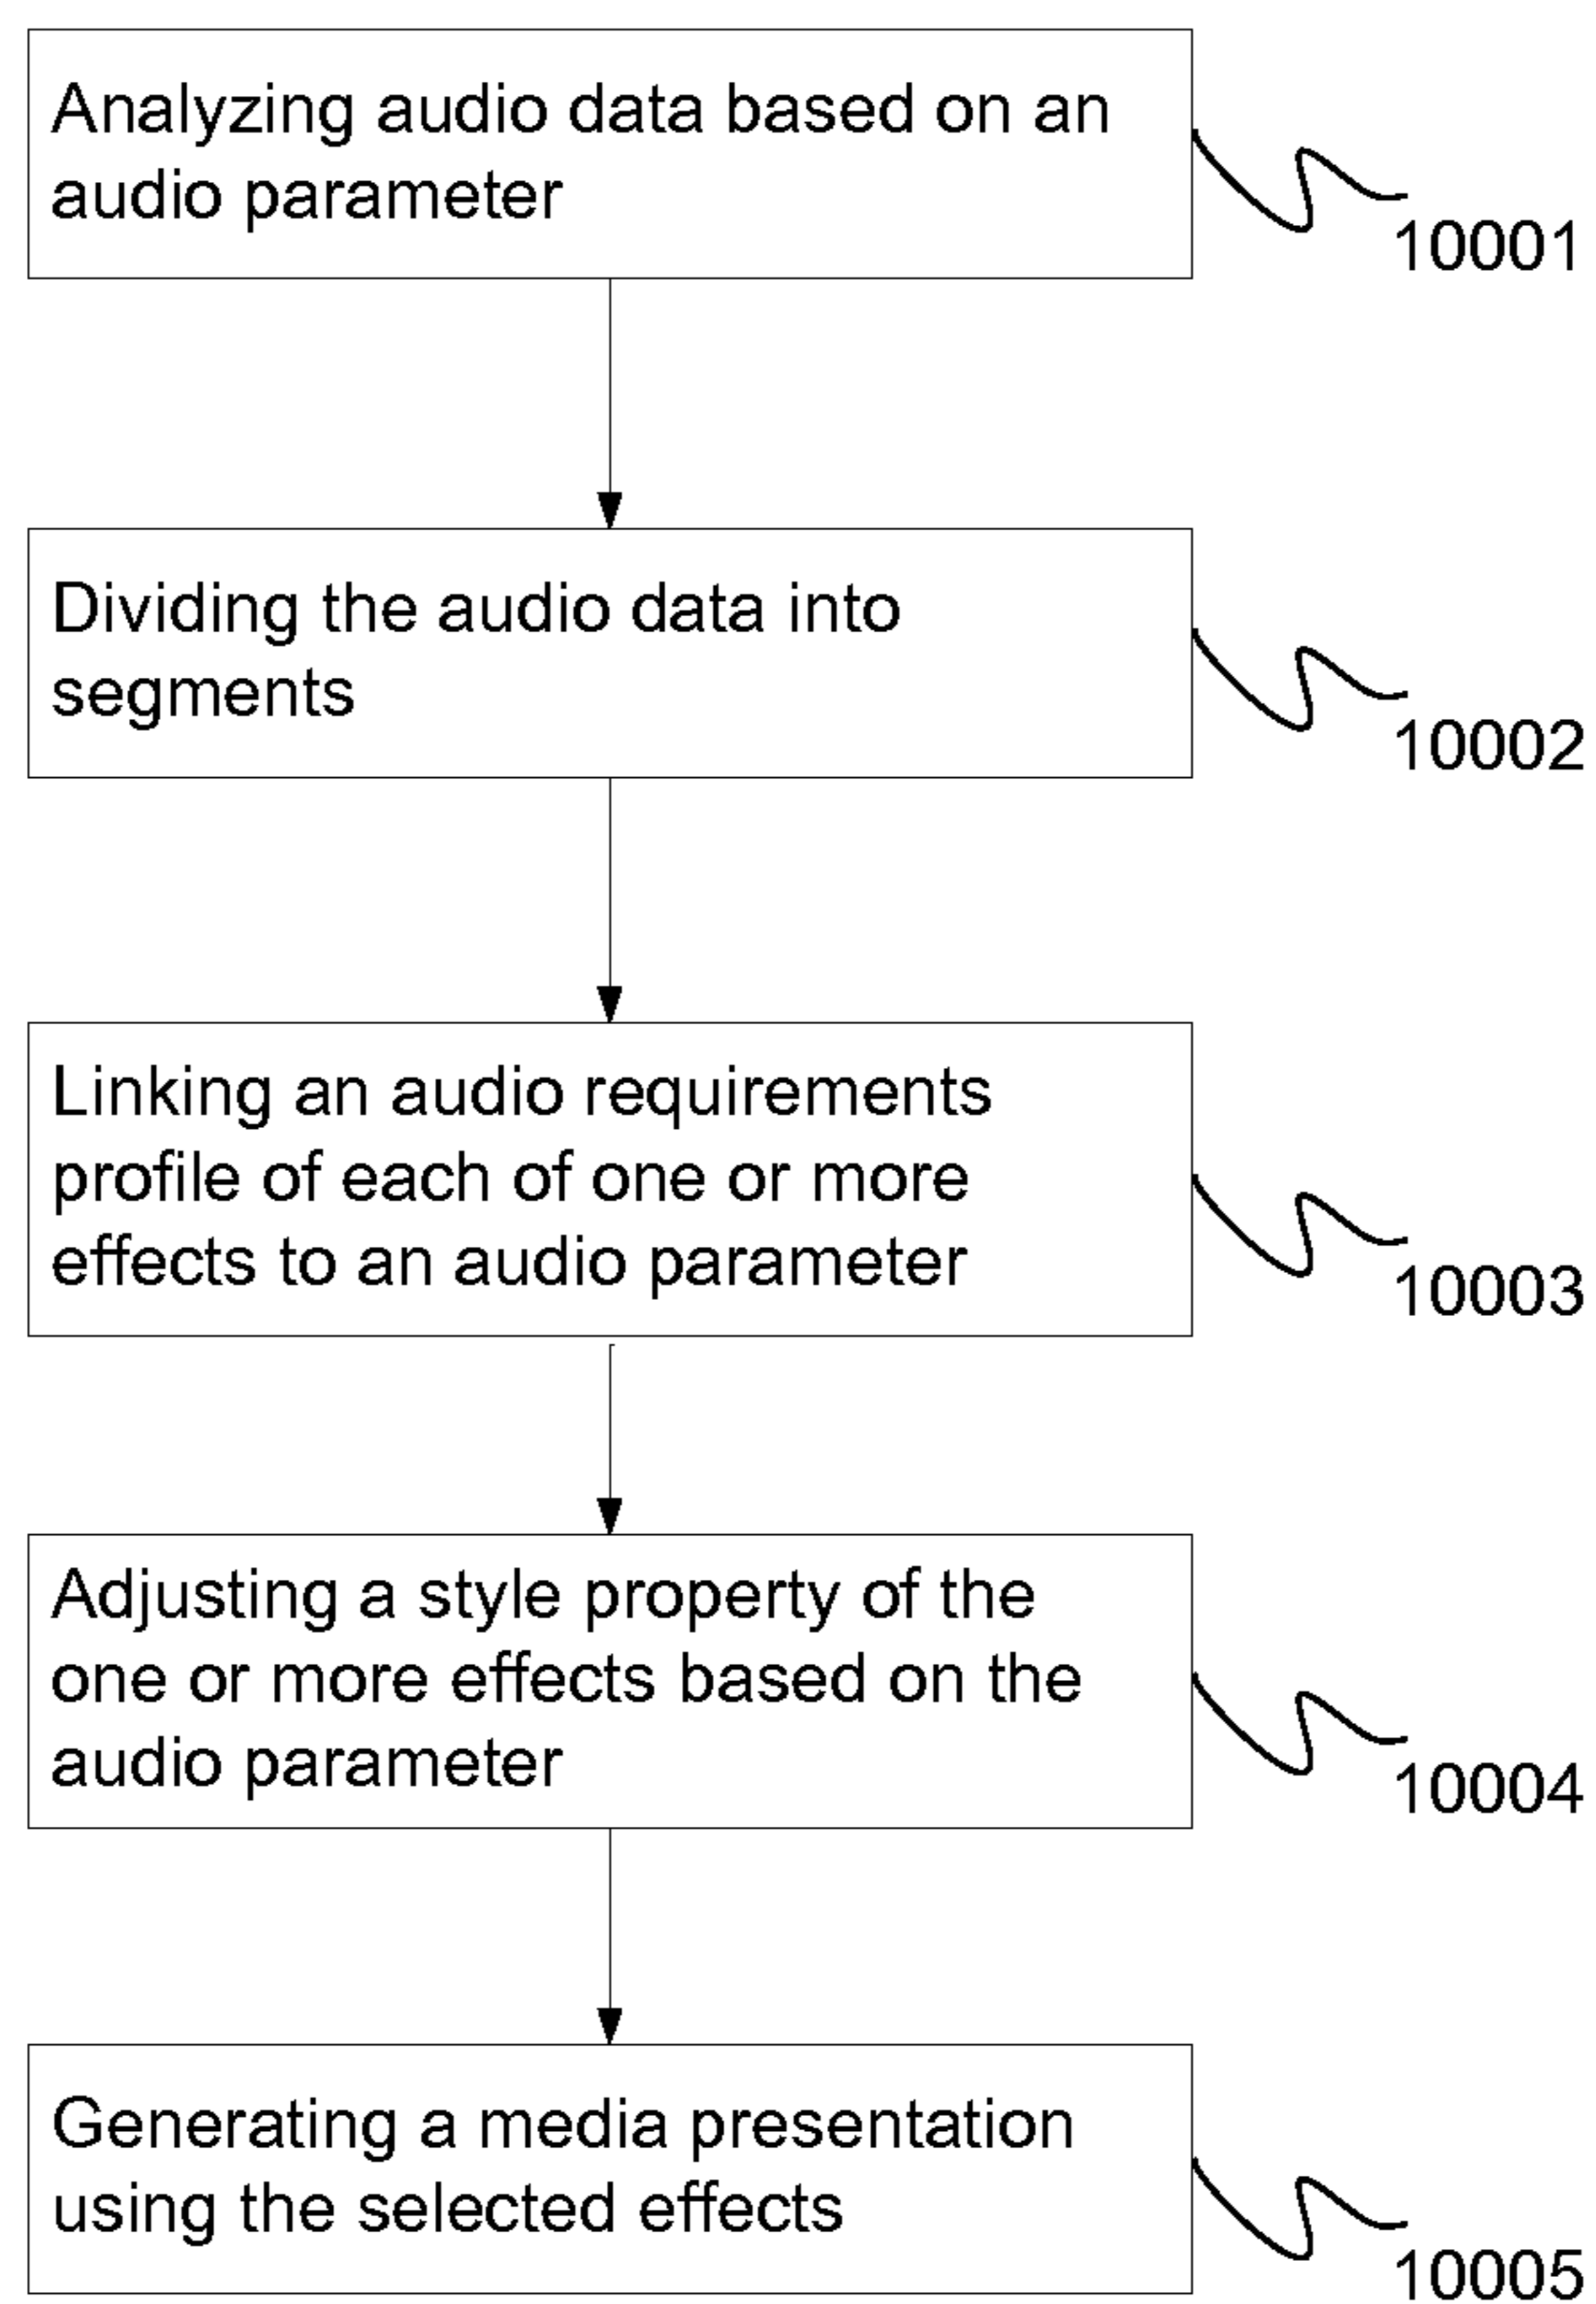 Analyzing audio data based on an
audio parameter
10001
Dividing the audio data into
segments
10002
Linking an audio requirements
profile of each of one or more
effects to an audio parameter
10003
Adjusting a style property of the
one or more effects based on the
audio parameter
10004
Generating a media presentation
using the selected effects
10005